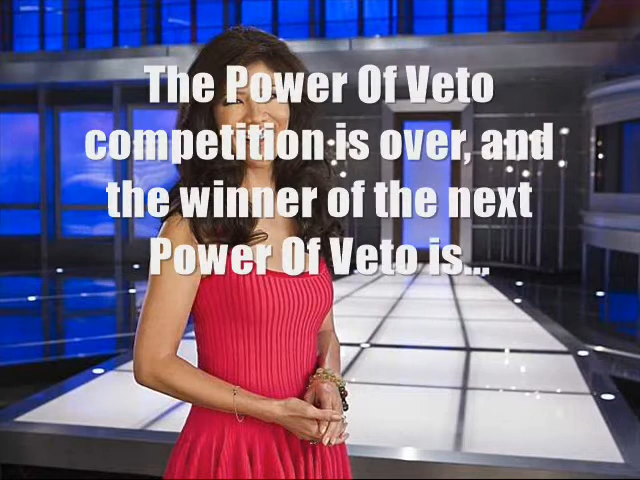 The Power Of Veto
competition is over, and
the winner of the next
Power Of Veto is...